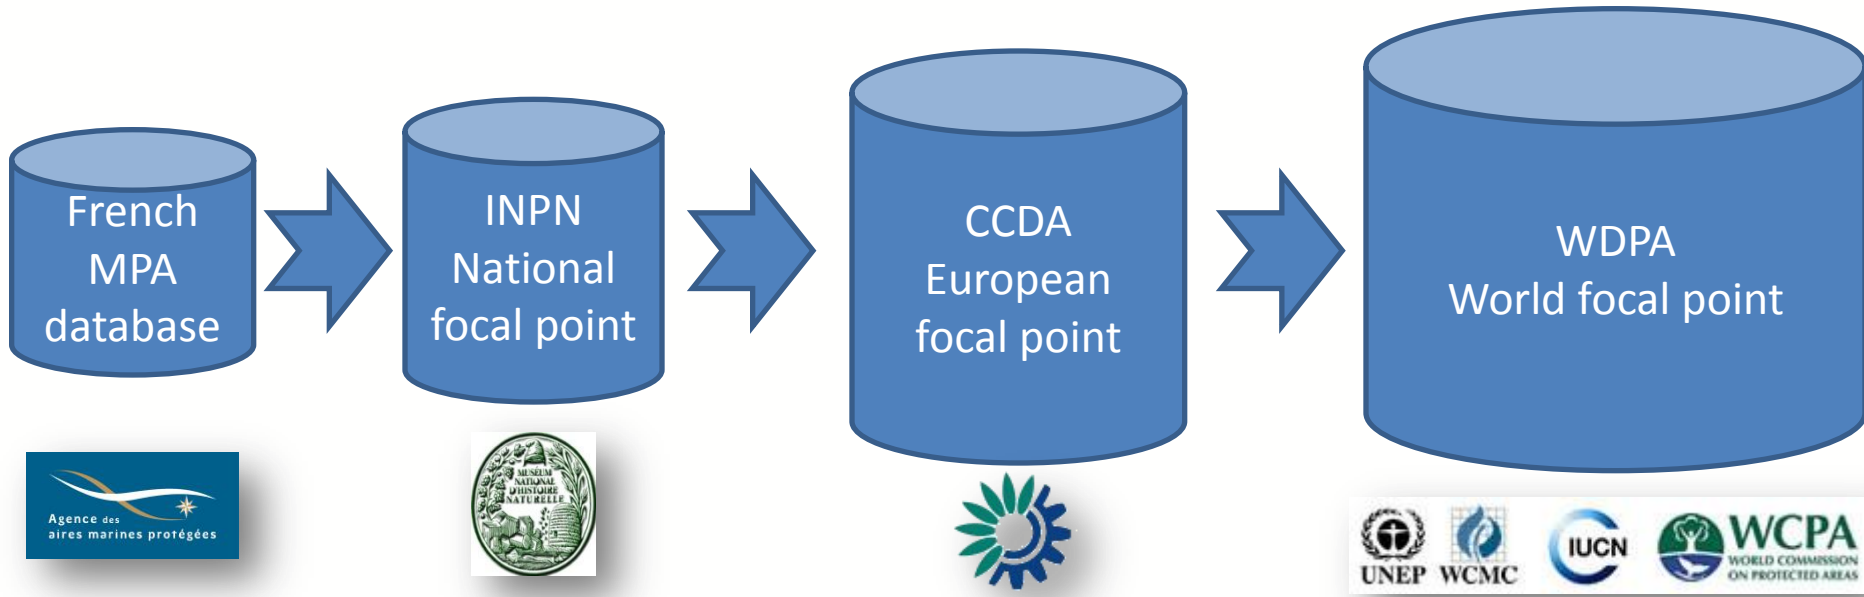 French
MPA
database
INPN
National
focal point
CCDA
European
focal point
WDPA
World focal point
Agence des
aires marines protégées
MUSÉUM
NATIONAL
D'HISTOIRE
NATURELLE
UNEP
WCMC
IUCN
WCPA
WORLD COMMISSION
ON PROTECTED AREAS